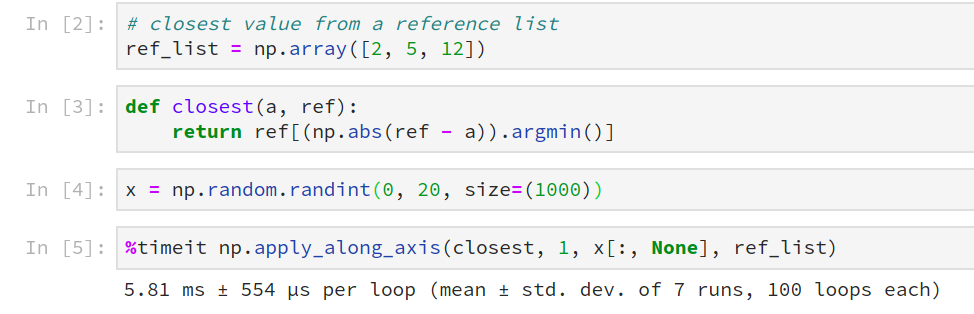 In [2]: # closest value from a reference list
ref_list = np.array([2, 5, 12])
In [3]: def closest(a, ref):
    return ref[(np.abs(ref - a)).argmin()]
In [4]: x = np.random.randint(0, 20, size=(1000))
In [5]: %timeit np.apply_along_axis(closest, 1, x[:, None], ref_list)
5.81 ms ± 554 µs per loop (mean ± std. dev. of 7 runs, 100 loops each)